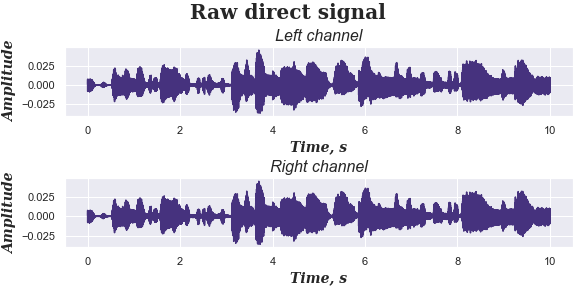 Raw direct signal
Left channel
Amplitude
0.025
0.000
−0.025
0 2 4 6 8 10
Time, s
Right channel
Amplitude
0.025
0.000
−0.025
0 2 4 6 8 10
Time, s